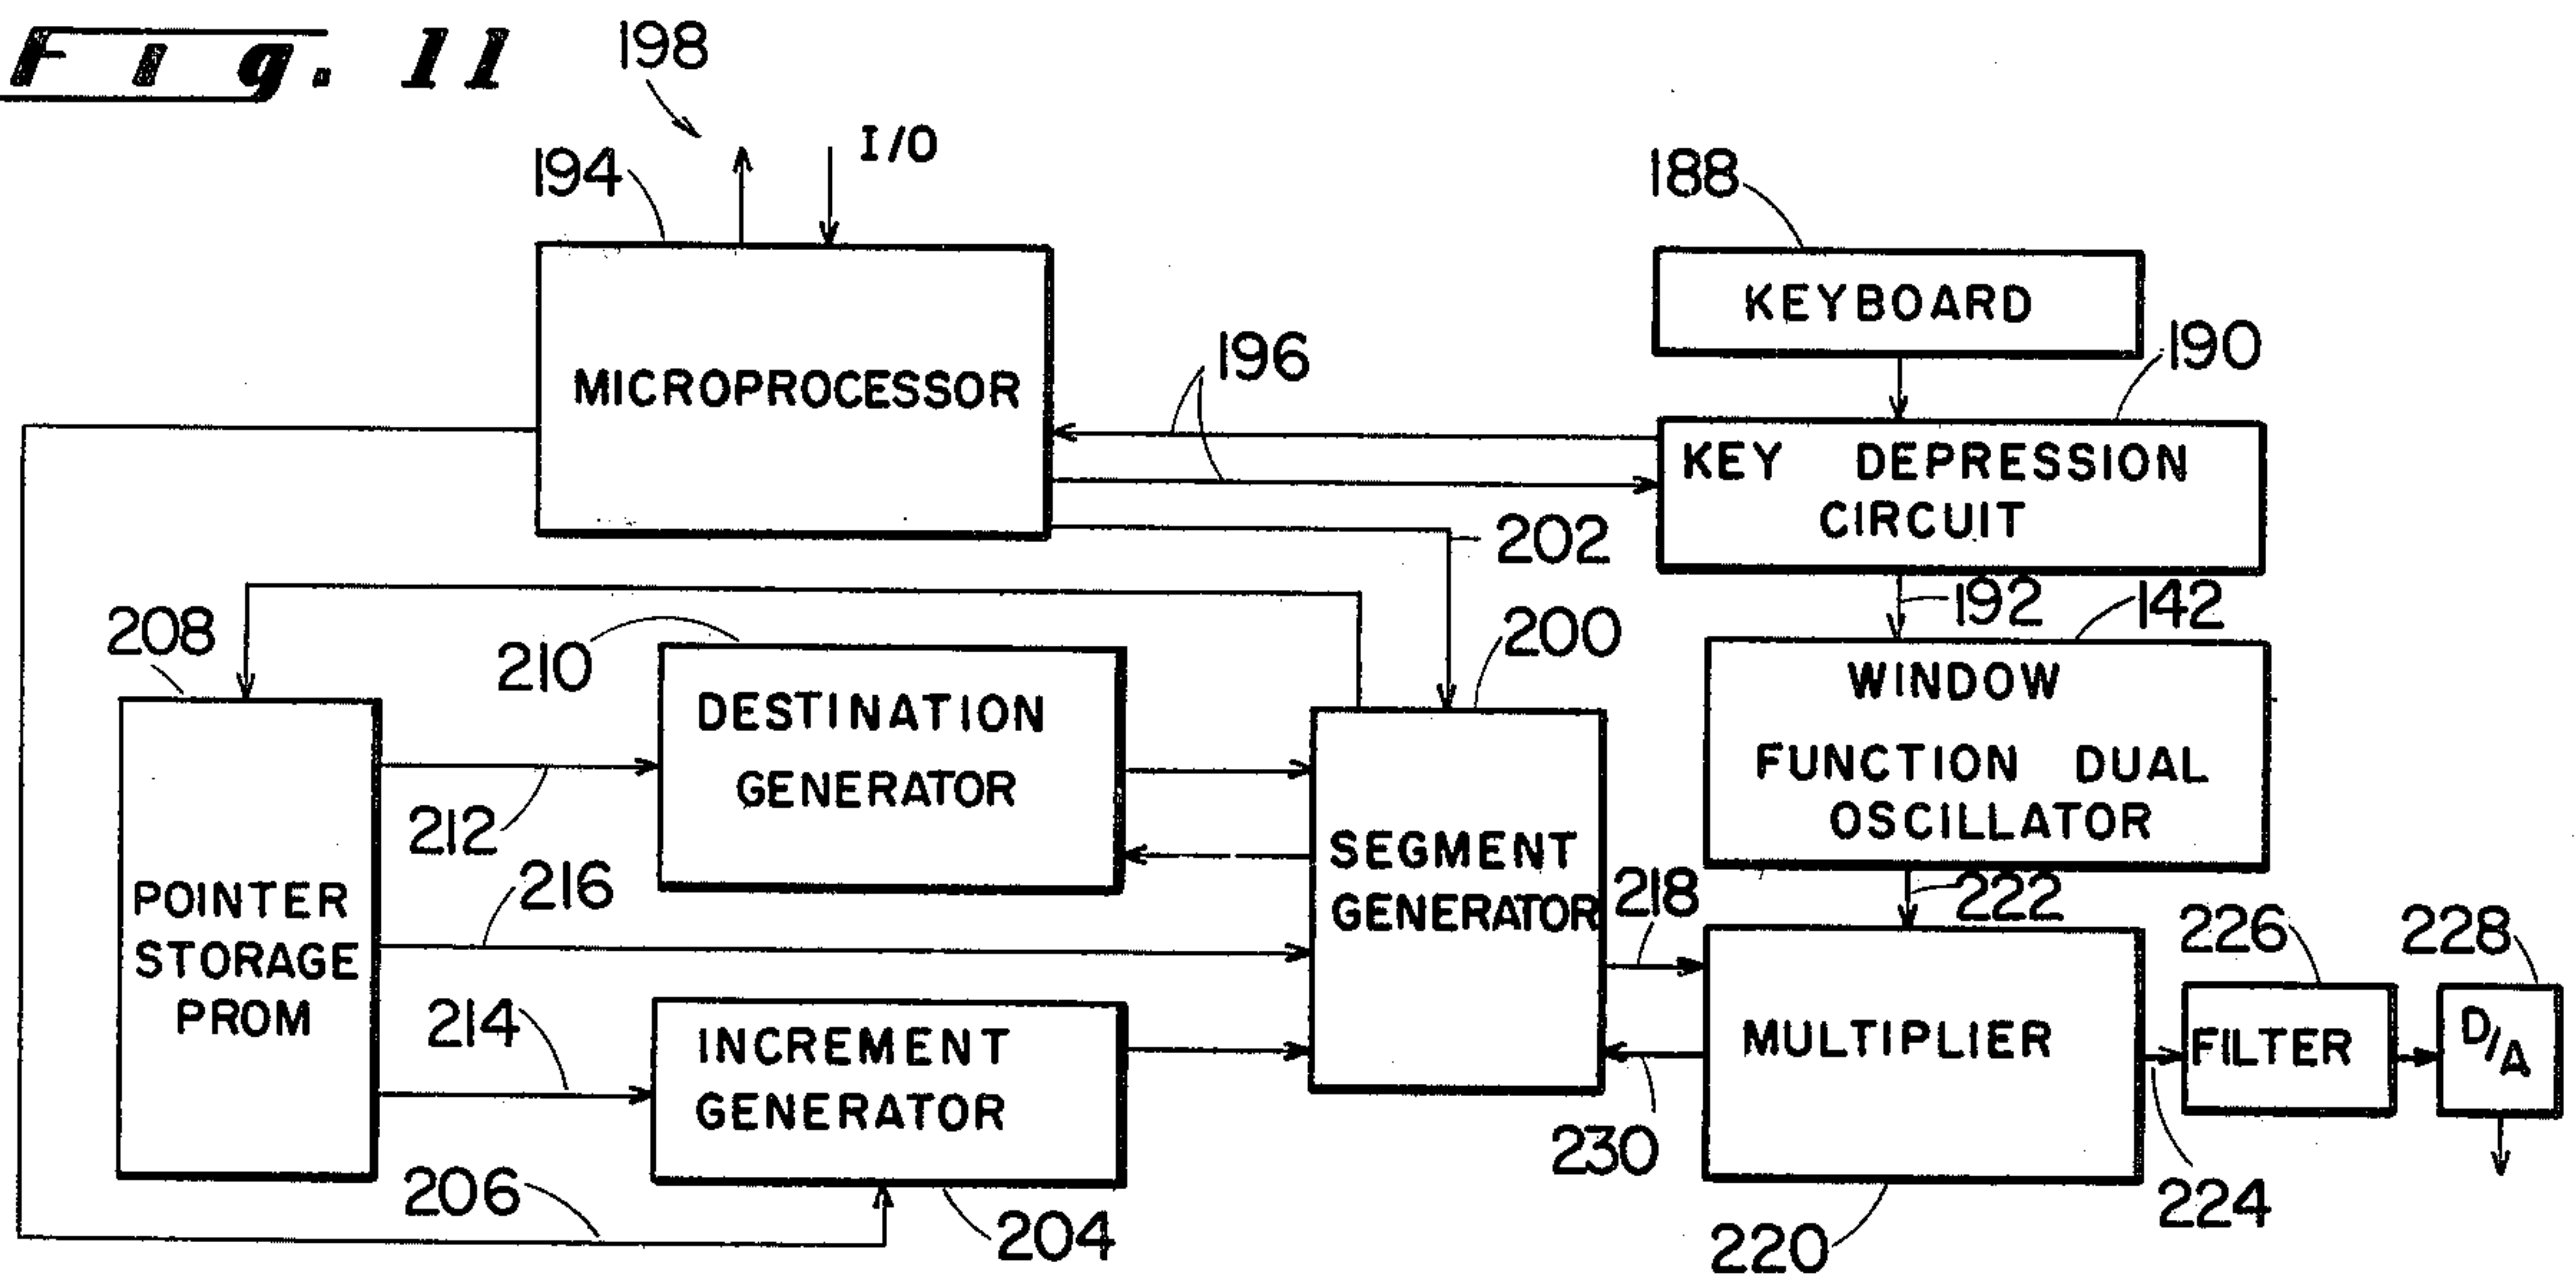 Fig. 11
198
I/O
194
188
KEYBOARD
190
MICROPROCESSOR
196
KEY DEPRESSION
CIRCUIT
202
192
142
208
210
200
WINDOW
FUNCTION DUAL
OSCILLATOR
DESTINATION
GENERATOR
212
216
SEGMENT
GENERATOR
218
222
226
228
POINTER
STORAGE
PROM
214
INCREMENT
GENERATOR
MULTIPLIER
FILTER
D/A
230
206
204
220
224